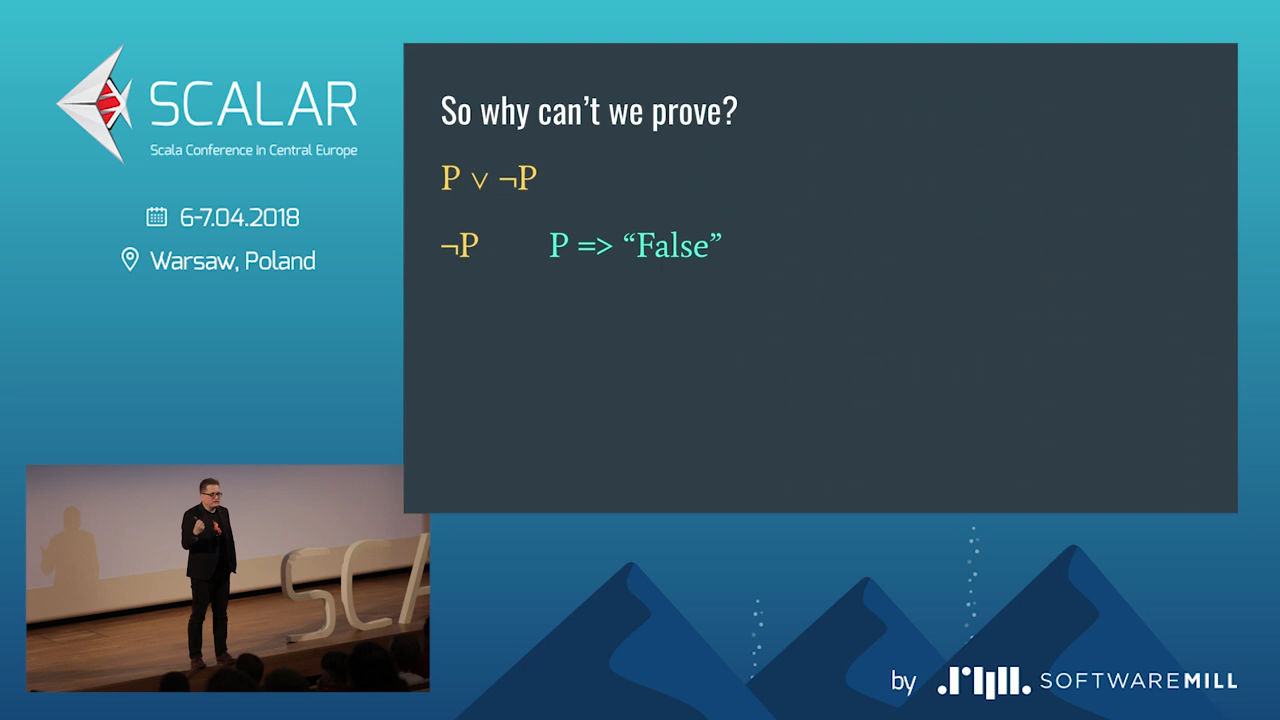 SCALAR
Scala Conference in Central Europe
6-7.04.2018
Warsaw, Poland
So why can’t we prove?
P ∨ ¬P
¬P P => “False”
SCA
by SOFTWAREMILL